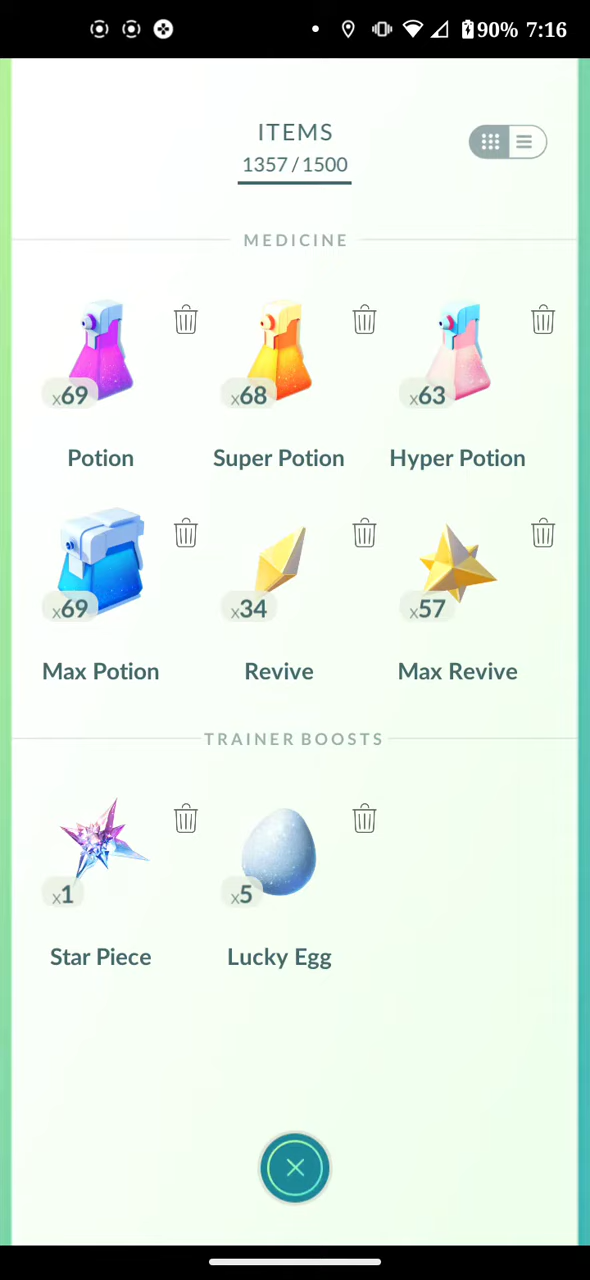 90% 7:16
ITEMS
1357 / 1500
MEDICINE
x69 x68 x63
Potion Super Potion Hyper Potion
x69 x34 x57
Max Potion Revive Max Revive
TRAINER BOOSTS
x1 x5
Star Piece Lucky Egg